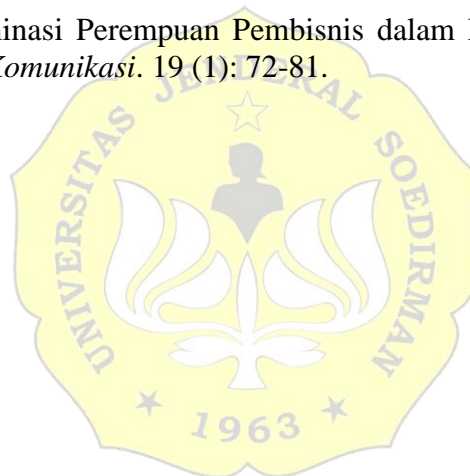 inasi Perempuan Pembisnis dalam
Komunikasi. 19 (1): 72-81.
UNIVERSITAS JENDERAL SOEDIRMAN
1963